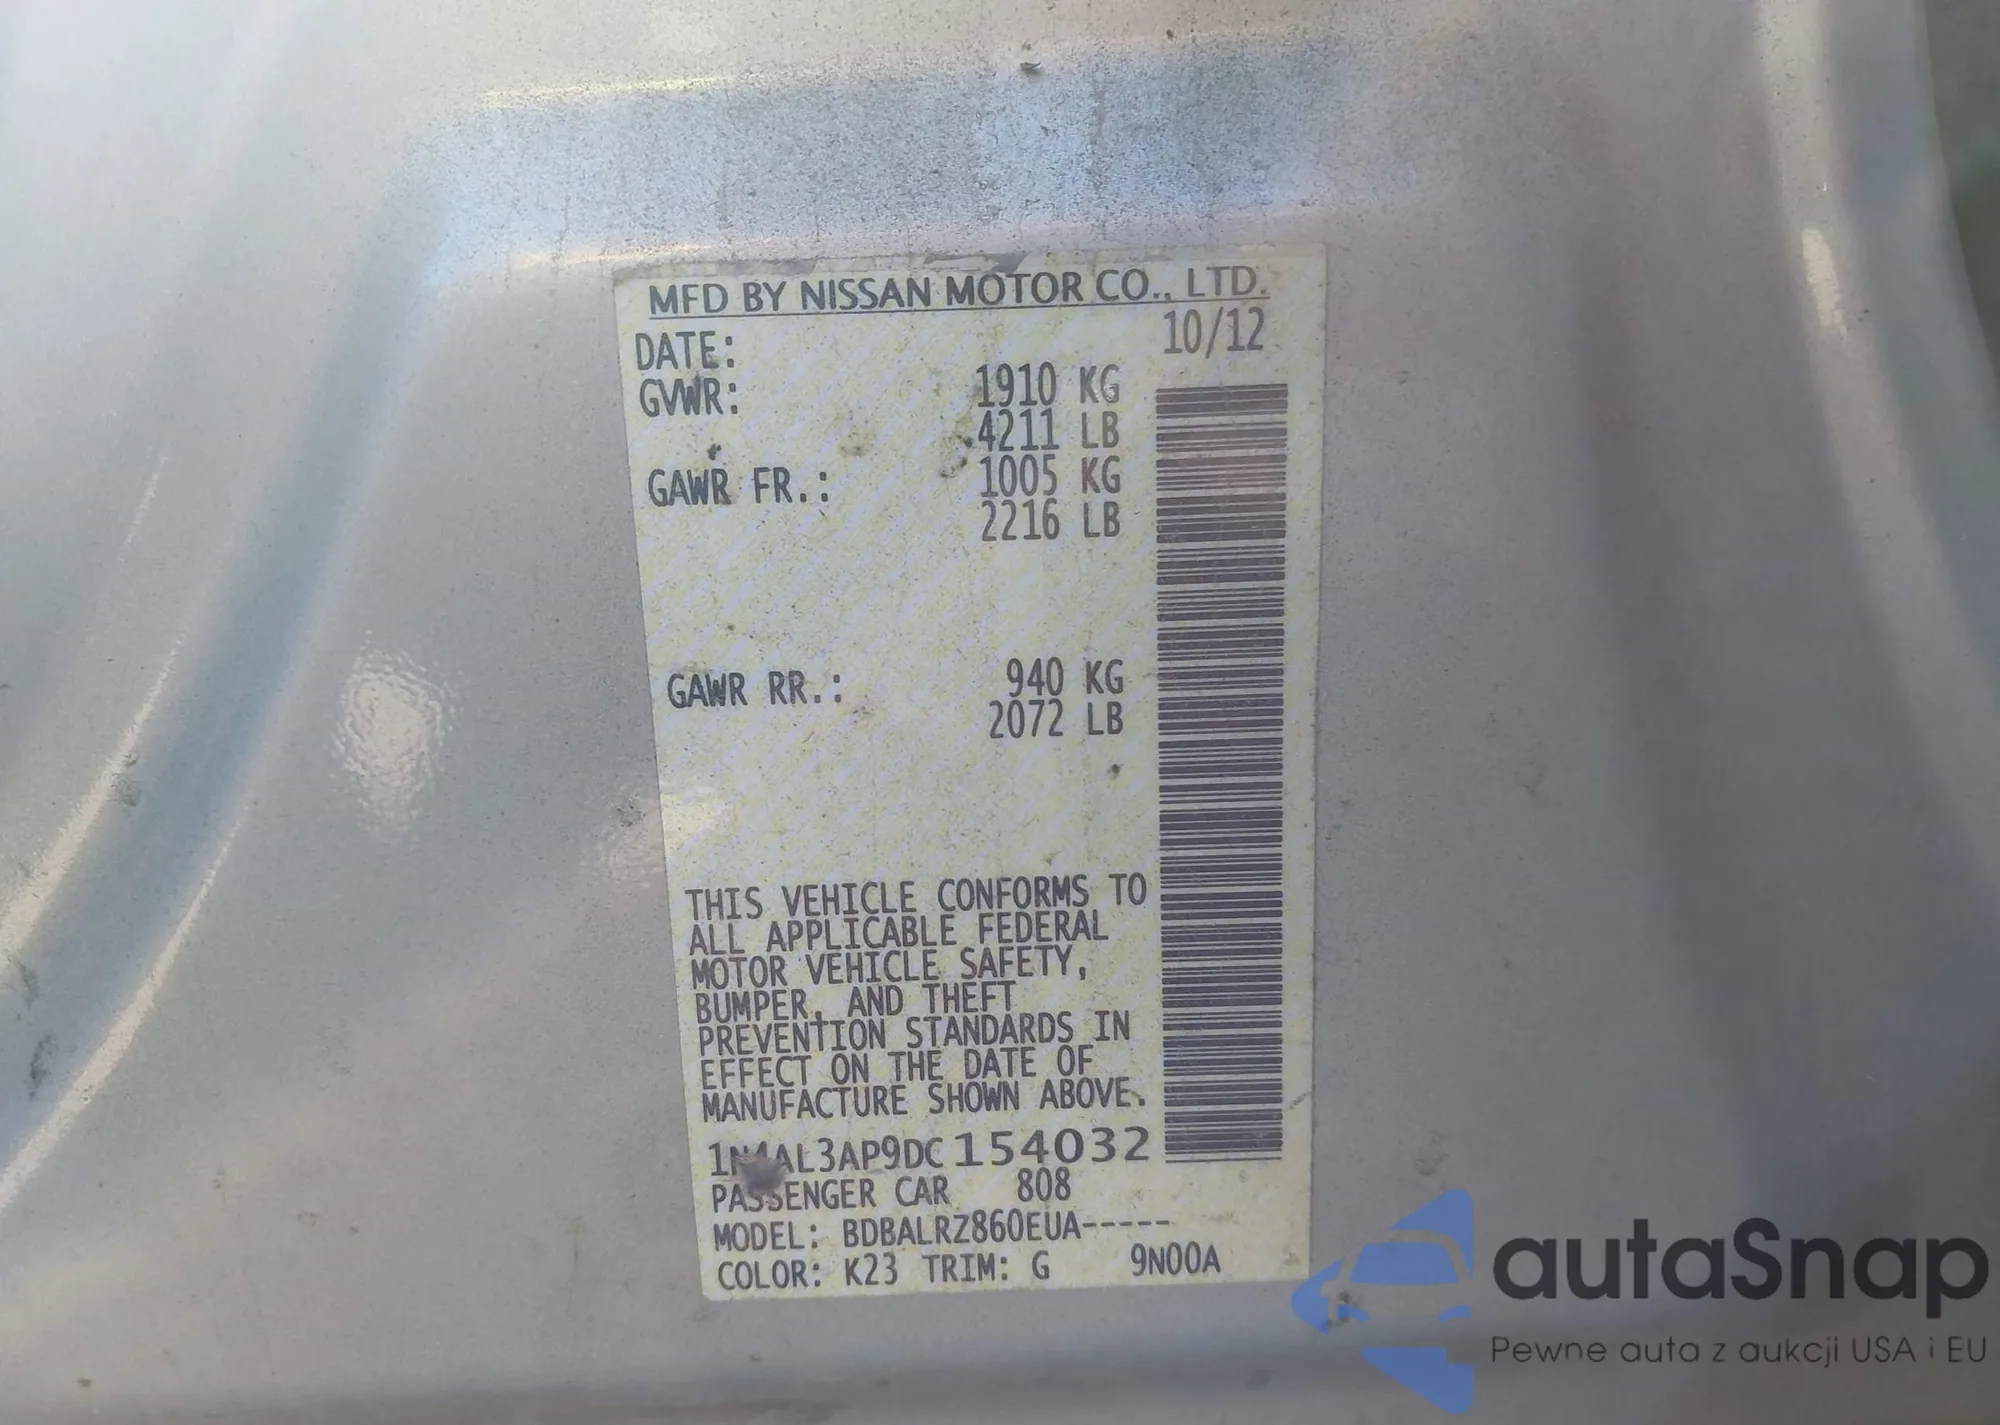 MFD BY NISSAN MOTOR CO., LTD.
DATE: 10/12
GVWR: 1910 KG
4211 LB
GAWR FR.: 1005 KG
2216 LB
GAWR RR.: 940 KG
2072 LB
THIS VEHICLE CONFORMS TO
ALL APPLICABLE FEDERAL
MOTOR VEHICLE SAFETY,
BUMPER, AND THEFT
PREVENTION STANDARDS IN
EFFECT ON THE DATE OF
MANUFACTURE SHOWN ABOVE.
1N4AL3AP9DC154032
PASSENGER CAR 808
MODEL: BDBALRZ860EUA-----
COLOR: K23 TRIM: G 9N00A
autoSnap
Pewne auta z aukcji USA i EU